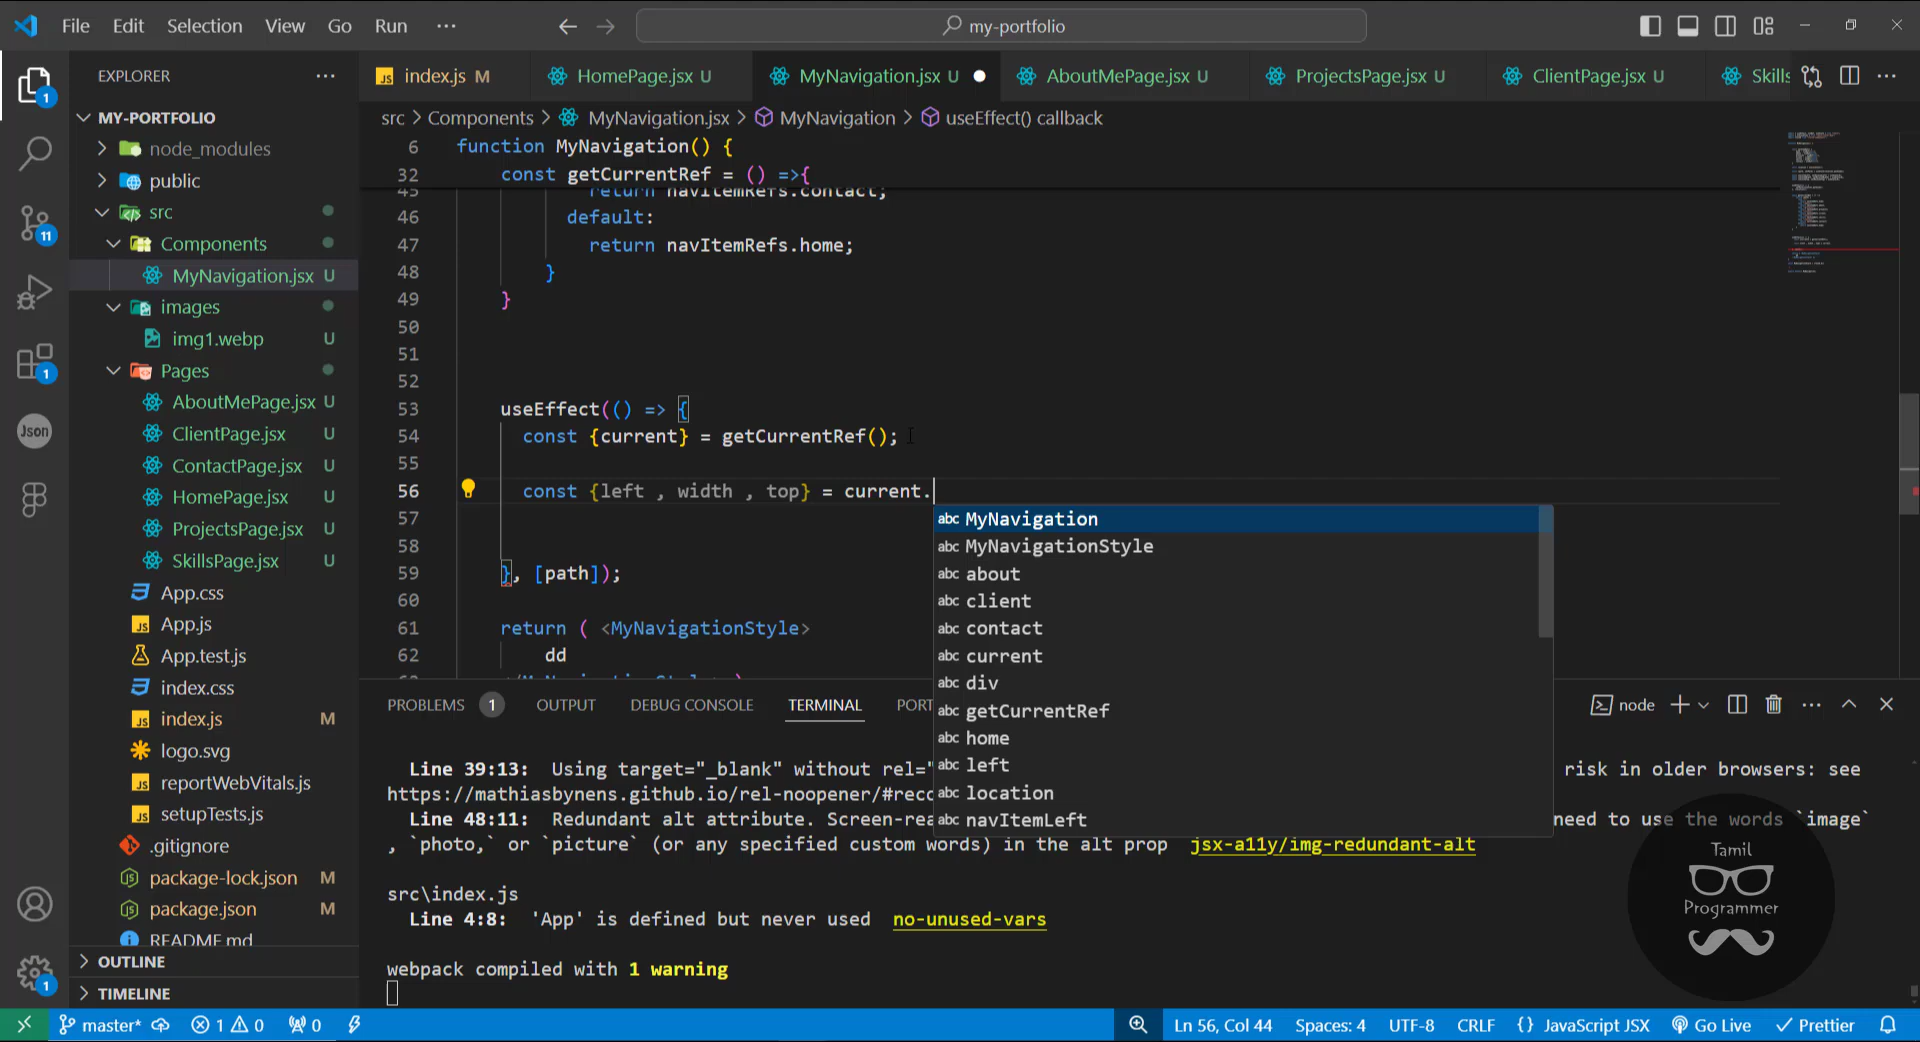 File Edit Selection View Go Run ··· my-portfolio
EXPLORER
MY-PORTFOLIO
node_modules
public
src
Components
MyNavigation.jsx U
images
img1.webp U
Pages
AboutMePage.jsx U
ClientPage.jsx U
ContactPage.jsx U
HomePage.jsx U
ProjectsPage.jsx U
SkillsPage.jsx U
App.css
App.js
App.test.js
index.css
index.js M
logo.svg
reportWebVitals.js
setupTests.js
.gitignore
package-lock.json M
package.json M
README.md
OUTLINE
TIMELINE
1
11
1
Json
1
index.js M HomePage.jsx U MyNavigation.jsx U AboutMePage.jsx U ProjectsPage.jsx U ClientPage.jsx U Skills
src > Components > MyNavigation.jsx > MyNavigation > useEffect() callback
6 function MyNavigation() {
32 const getCurrentRef = () =>{
45 return navItemRefs.contact;
46 default:
47 return navItemRefs.home;
48 }
49 }
50
51
52
53 useEffect(() => {
54 const {current} = getCurrentRef();
55
56 const {left , width , top} = current.
57
58
59 }, [path]);
60
61 return ( <MyNavigationStyle>
62 dd
abc MyNavigation
abc MyNavigationStyle
abc about
abc client
abc contact
abc current
abc div
abc getCurrentRef
abc home
abc left
abc location
abc navItemLeft
PROBLEMS 1 OUTPUT DEBUG CONSOLE TERMINAL PORT node
Line 39:13: Using target="_blank" without rel=" risk in older browsers: see
https://mathiasbynens.github.io/rel-noopener/#reco
Line 48:11: Redundant alt attribute. Screen-rea need to use the words `image`
, `photo,` or `picture` (or any specified custom words) in the alt prop jsx-a11y/img-redundant-alt
src\index.js
Line 4:8: 'App' is defined but never used no-unused-vars
webpack compiled with 1 warning
Tamil
Programmer
master* 1 0 0 Ln 56, Col 44 Spaces: 4 UTF-8 CRLF {} JavaScript JSX Go Live Prettier